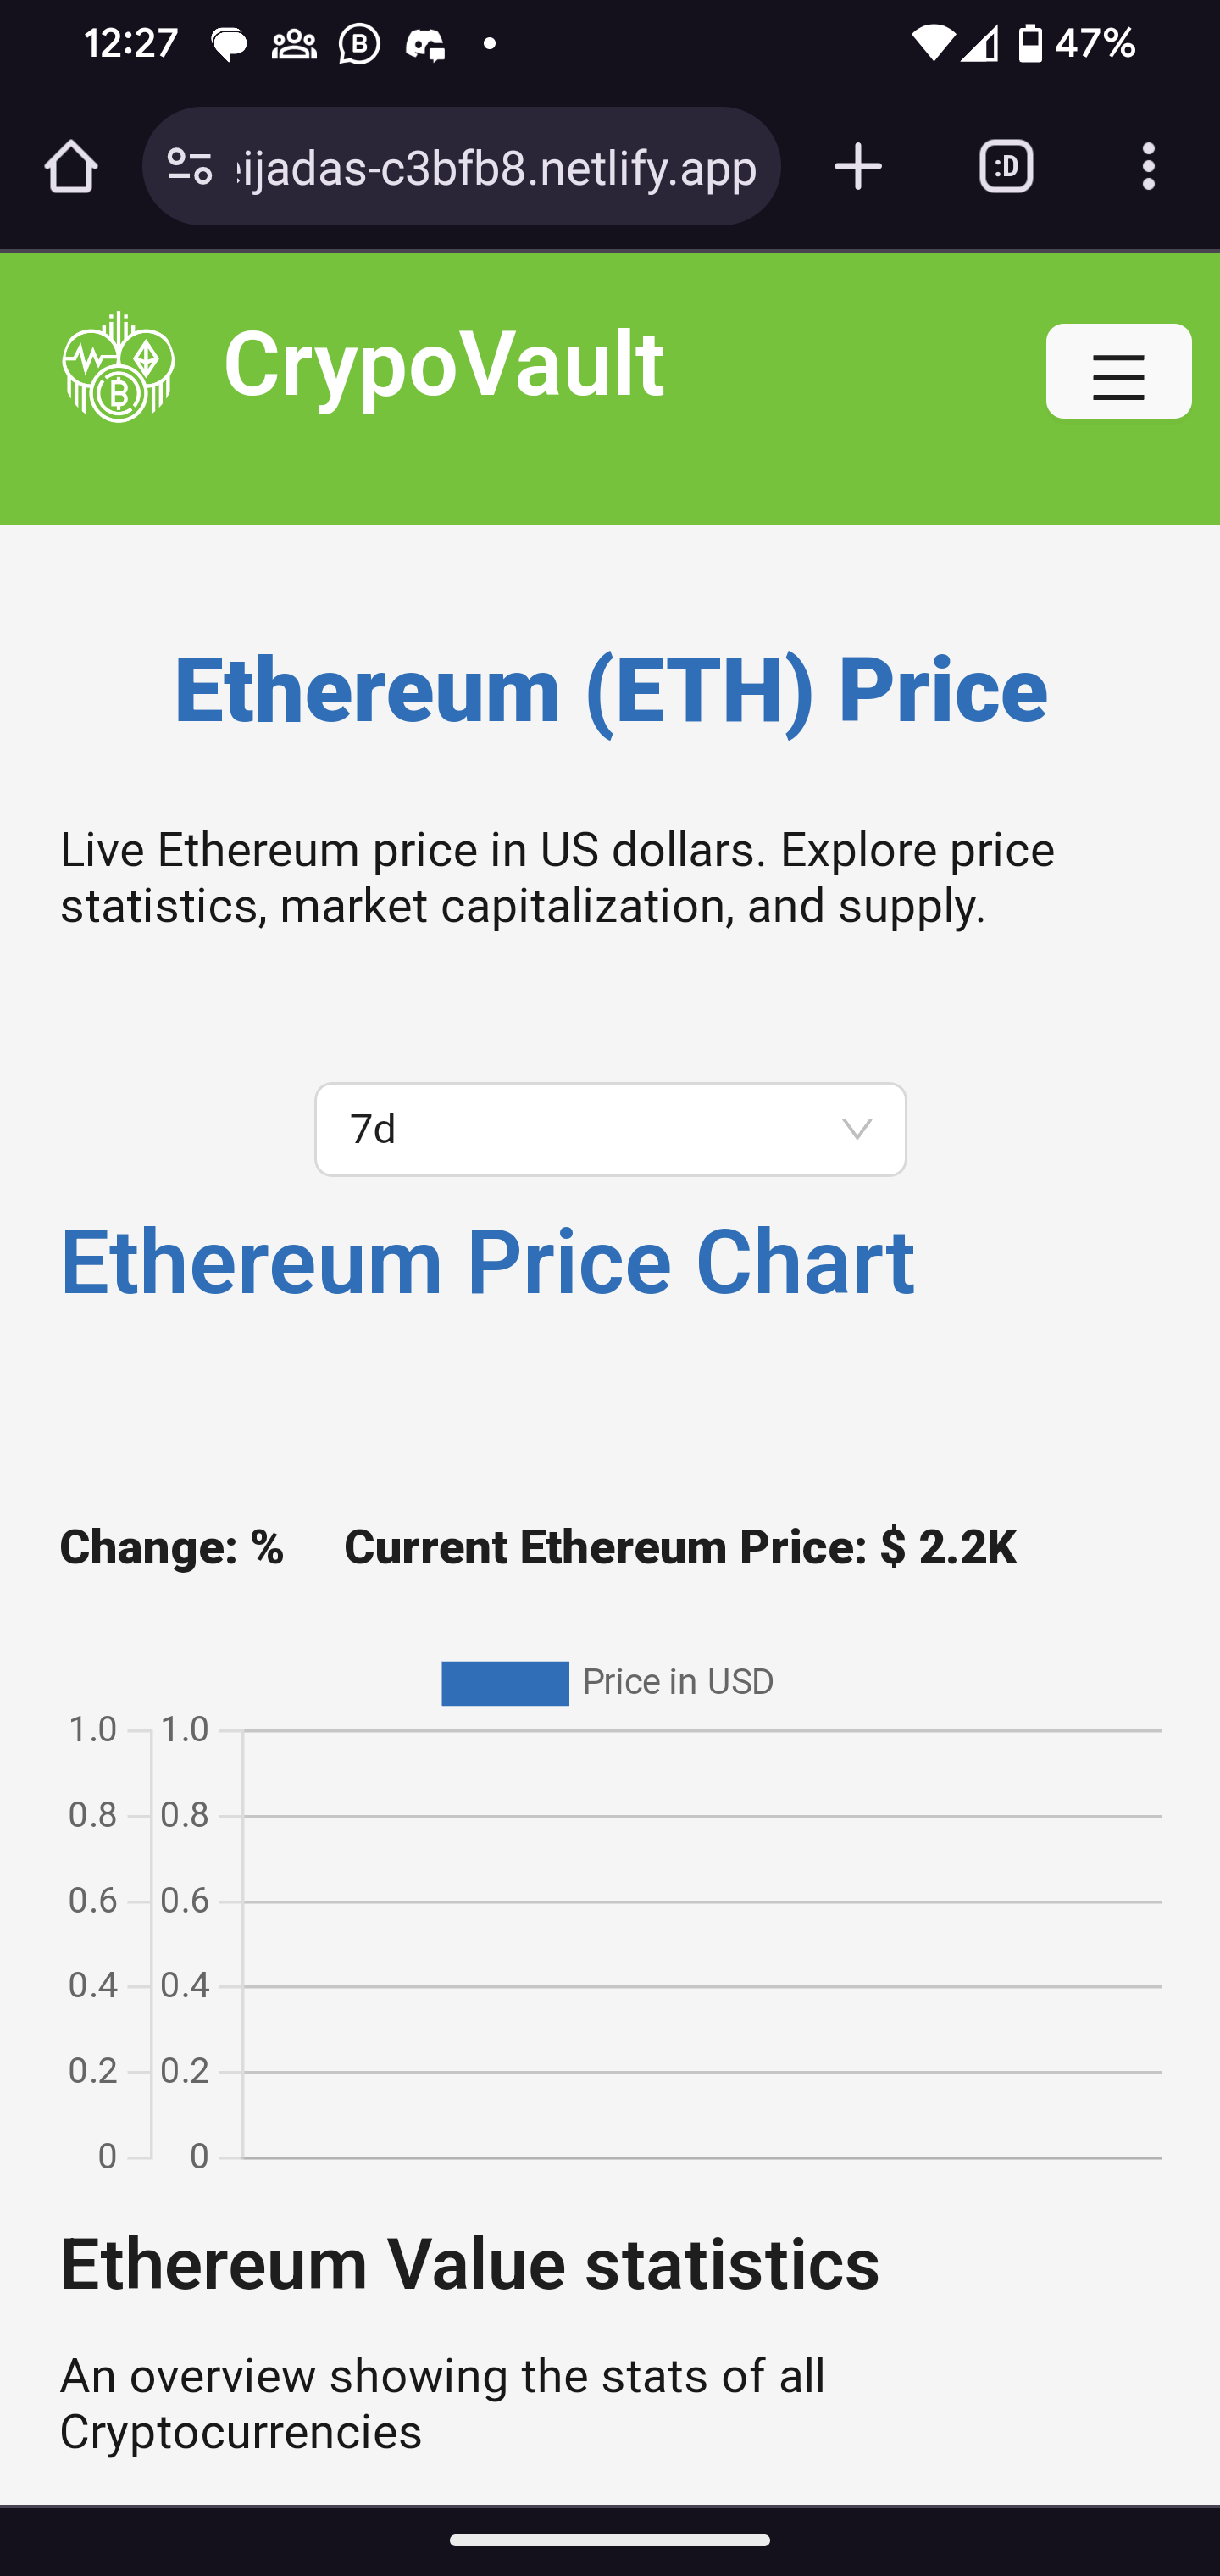 12:27
47%
eijadas-c3bfb8.netlify.app
:D
CrypoVault
Ethereum (ETH) Price
Live Ethereum price in US dollars. Explore price
statistics, market capitalization, and supply.
7d
Ethereum Price Chart
Change: % Current Ethereum Price: $ 2.2K
Price in USD
1.0 1.0
0.8 0.8
0.6 0.6
0.4 0.4
0.2 0.2
0 0
Ethereum Value statistics
An overview showing the stats of all
Cryptocurrencies